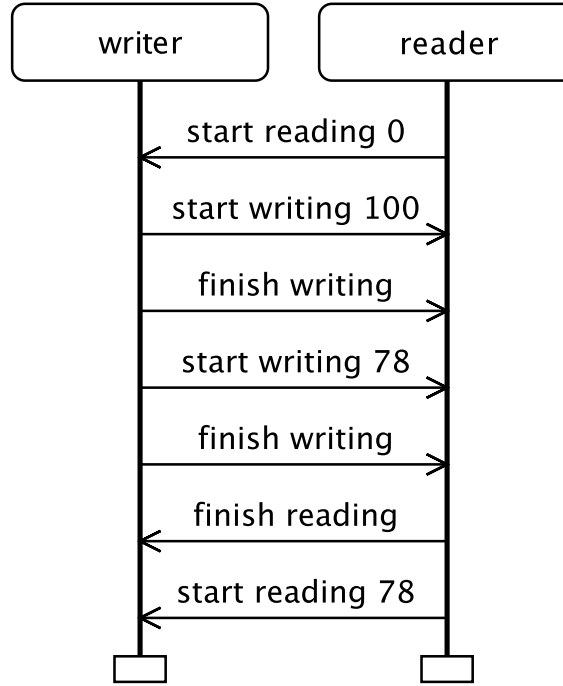 writer
reader
start reading 0
start writing 100
finish writing
start writing 78
finish writing
finish reading
start reading 78